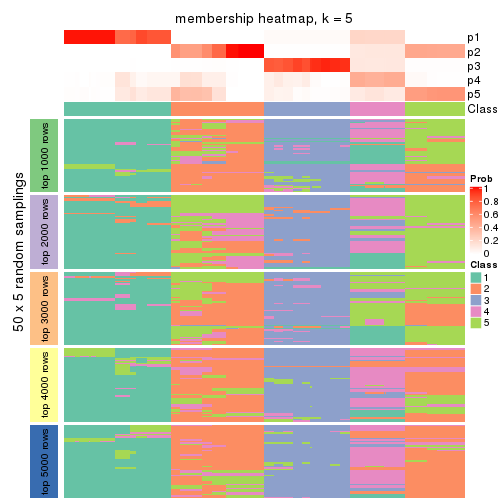 membership heatmap, k = 5
p1
p2
p3
p4
p5
Class
50 x 5 random samplings
top 1000 rows
top 2000 rows
top 3000 rows
top 4000 rows
top 5000 rows
Prob
1
0.8
0.6
0.4
0.2
0
Class
1
2
3
4
5